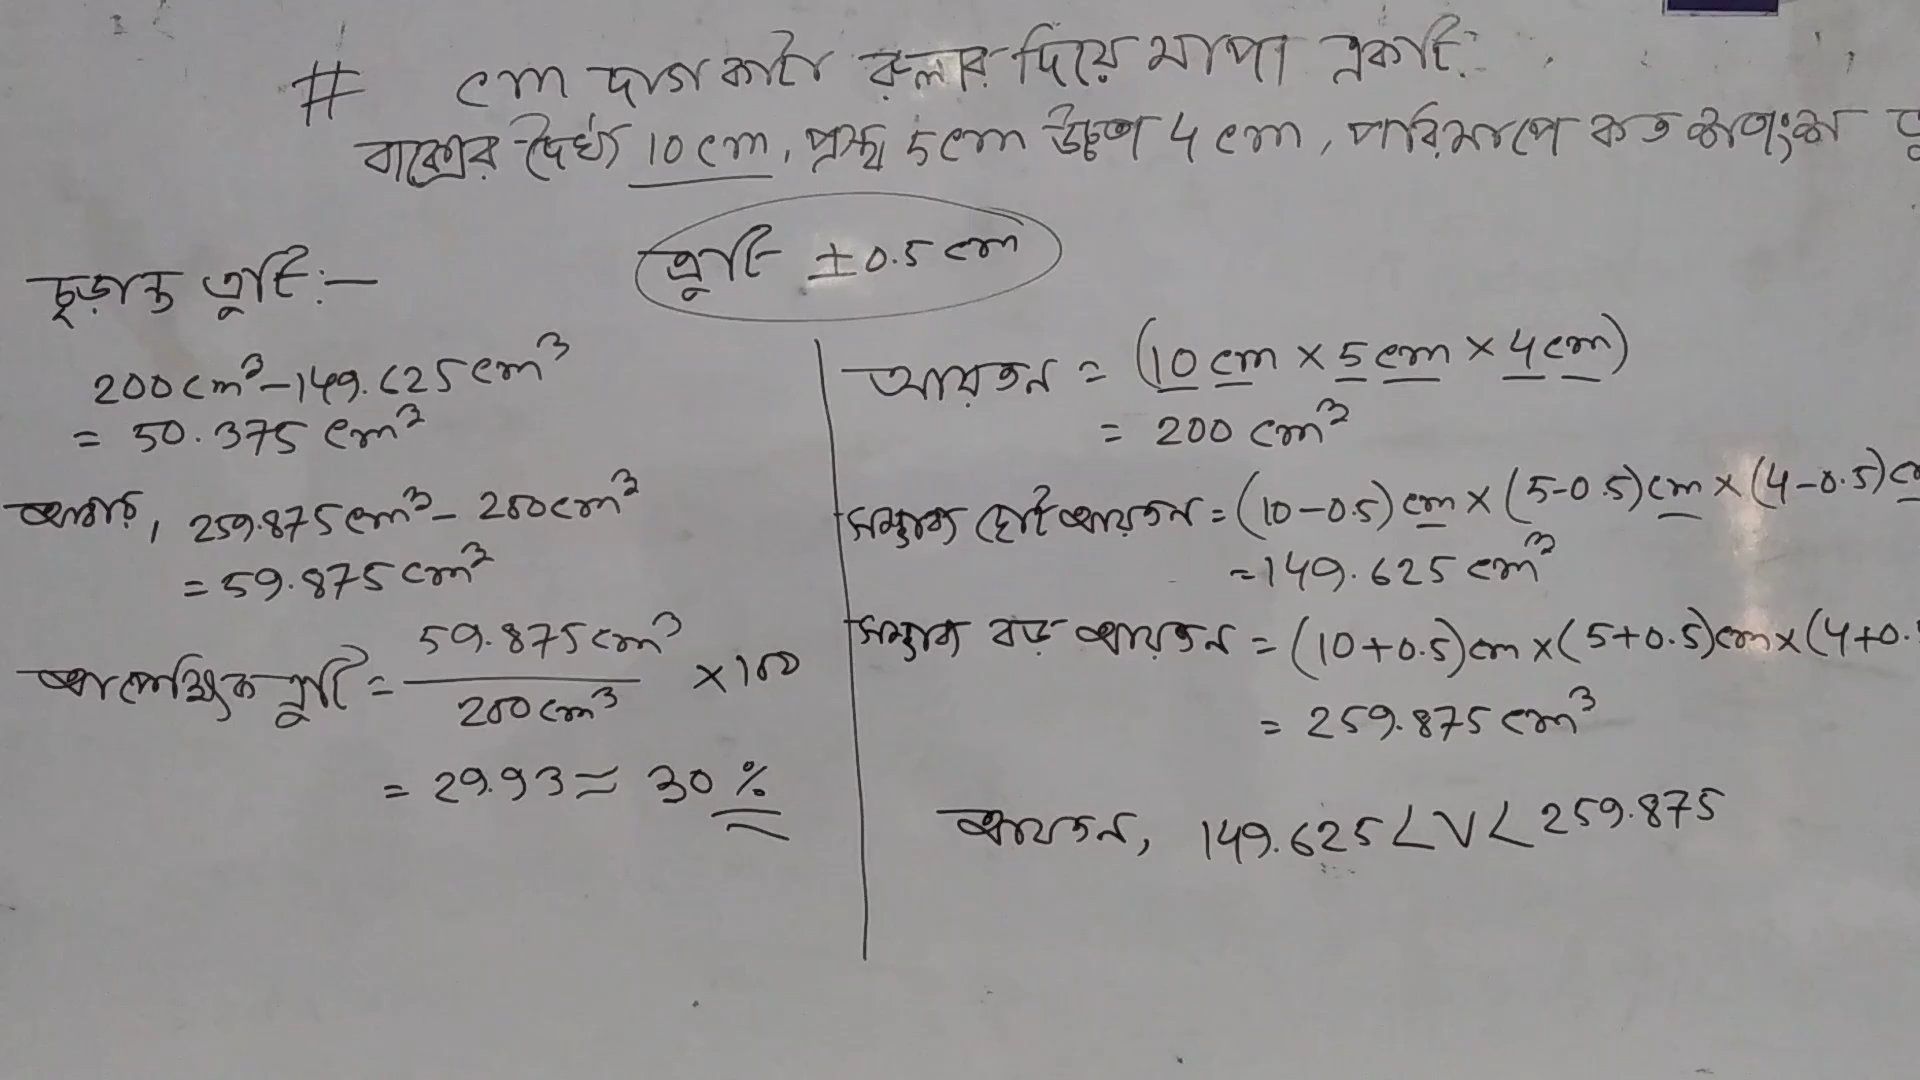 # cm দাগ কাটা রুলার দিয়ে মাপা একটি
বাক্সের দৈর্ঘ্য 10 cm, প্রস্থ 5 cm উচ্চতা 4 cm, পরিমাপে কত শতাংশ
ত্রুটি ±0.5 cm
চূড়ান্ত ত্রুটি:-
200 cm³ - 149.625 cm³
= 50.375 cm³
আবার, 259.875 cm³ - 200 cm³
= 59.875 cm³
আপেক্ষিক ত্রুটি = 59.875 cm³ / 200 cm³ × 100
= 29.93 ≈ 30 %
আয়তন = (10 cm × 5 cm × 4 cm)
= 200 cm³
সম্ভাব্য ছোট আয়তন = (10-0.5) cm × (5-0.5) cm × (4-0.5) c
= 149.625 cm³
সম্ভাব্য বড় আয়তন = (10+0.5) cm × (5+0.5) cm × (4+0.
= 259.875 cm³
আয়তন, 149.625 < V < 259.875